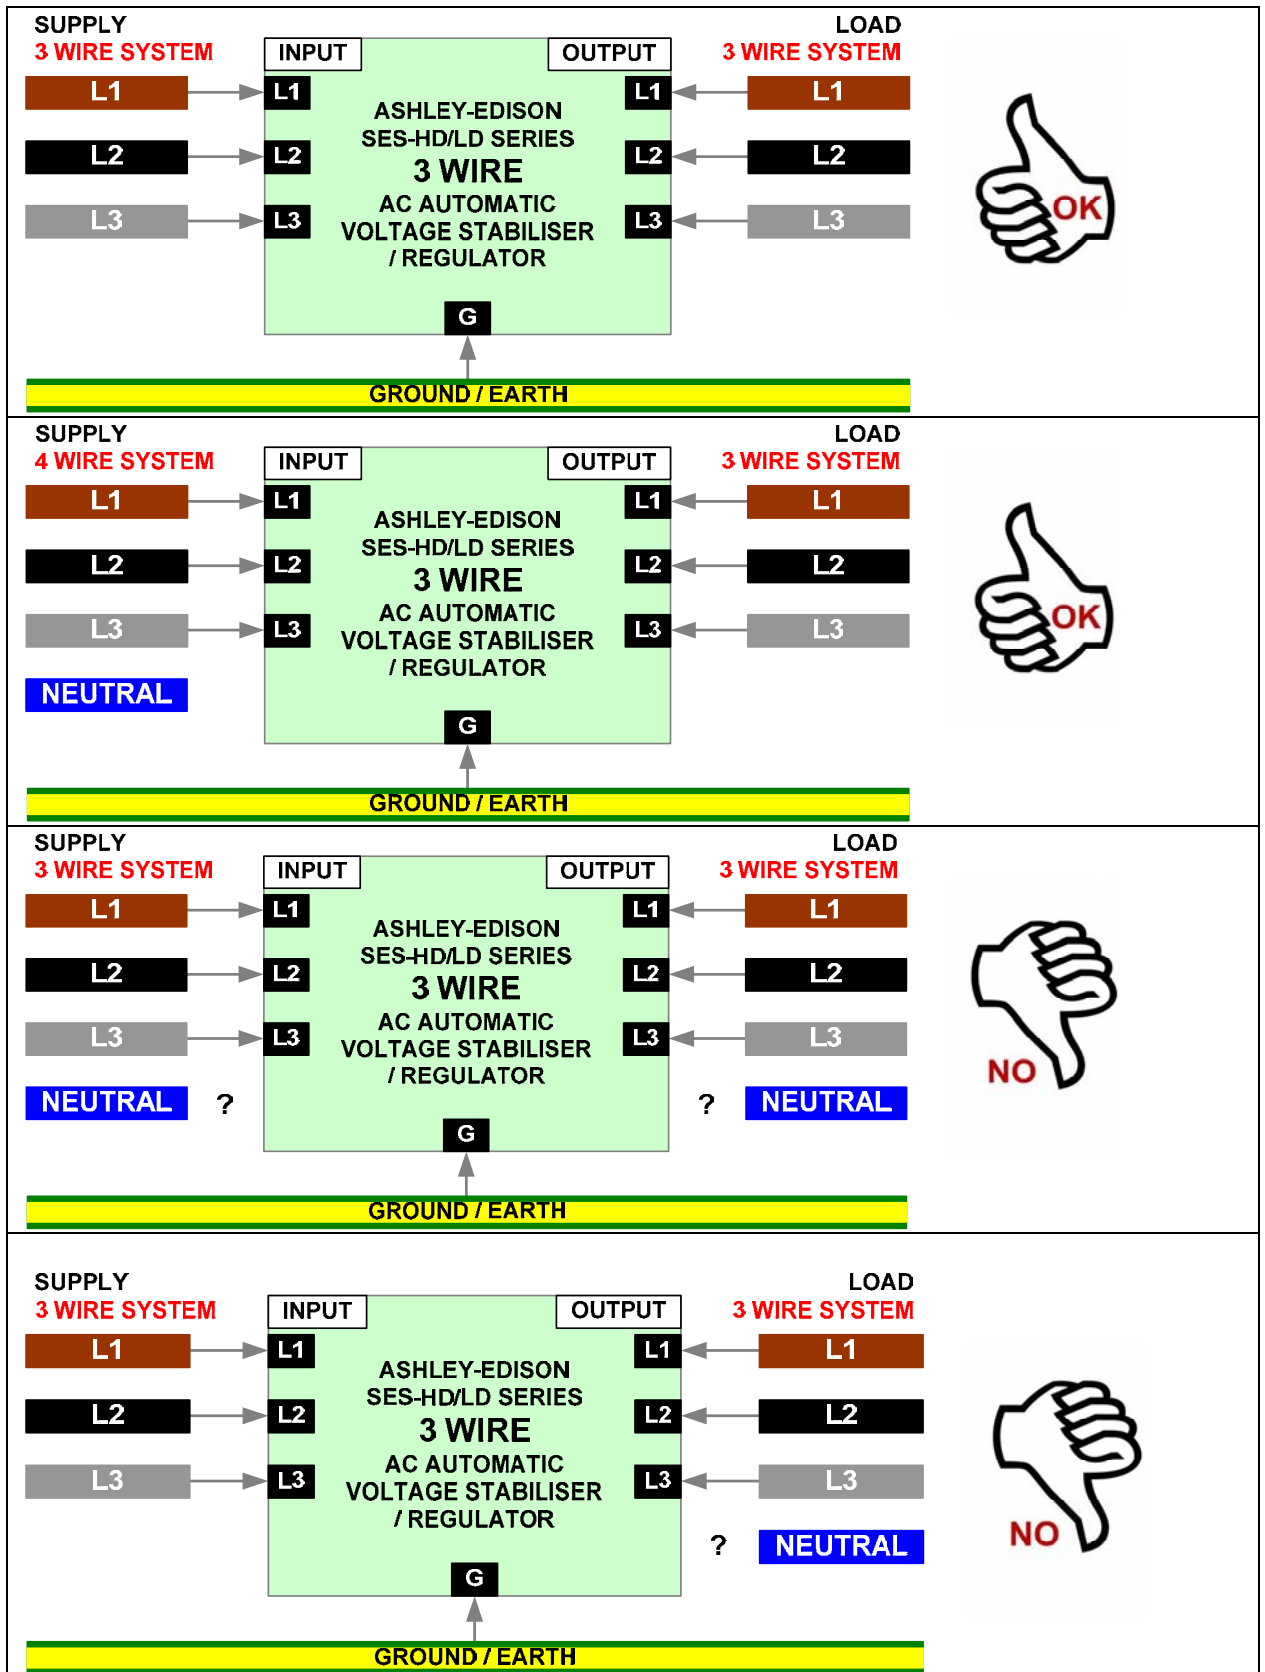 SUPPLY
3 WIRE SYSTEM
INPUT
OUTPUT
LOAD
3 WIRE SYSTEM
L1
L1
L1
L1
ASHLEY-EDISON
SES-HD/LD SERIES
3 WIRE
AC AUTOMATIC
VOLTAGE STABILISER
/ REGULATOR
L2
L2
L2
L2
L3
L3
L3
L3
OK
G
GROUND / EARTH
SUPPLY
4 WIRE SYSTEM
INPUT
OUTPUT
LOAD
3 WIRE SYSTEM
L1
L1
L1
L1
ASHLEY-EDISON
SES-HD/LD SERIES
3 WIRE
AC AUTOMATIC
VOLTAGE STABILISER
/ REGULATOR
L2
L2
L2
L2
L3
L3
L3
L3
OK
NEUTRAL
G
GROUND / EARTH
SUPPLY
3 WIRE SYSTEM
INPUT
OUTPUT
LOAD
3 WIRE SYSTEM
L1
L1
L1
L1
ASHLEY-EDISON
SES-HD/LD SERIES
3 WIRE
AC AUTOMATIC
VOLTAGE STABILISER
/ REGULATOR
L2
L2
L2
L2
L3
L3
L3
L3
NO
NEUTRAL ?
? NEUTRAL
G
GROUND / EARTH
SUPPLY
3 WIRE SYSTEM
INPUT
OUTPUT
LOAD
3 WIRE SYSTEM
L1
L1
L1
L1
ASHLEY-EDISON
SES-HD/LD SERIES
3 WIRE
AC AUTOMATIC
VOLTAGE STABILISER
/ REGULATOR
L2
L2
L2
L2
L3
L3
L3
L3
NO
? NEUTRAL
G
GROUND / EARTH